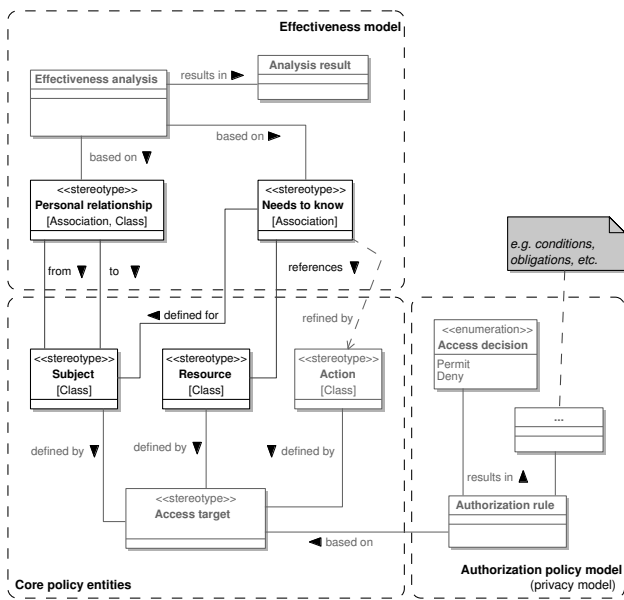 Effectiveness model
Effectiveness analysis
results in
Analysis result
based on
based on
<<stereotype>>
Personal relationship
[Association, Class]
<<stereotype>>
Needs to know
[Association]
from
to
references
e.g. conditions,
obligations, etc.
defined for
refined by
<<stereotype>>
Subject
[Class]
<<stereotype>>
Resource
[Class]
<<stereotype>>
Action
[Class]
<<enumeration>>
Access decision
Permit
Deny
...
defined by
defined by
defined by
results in
<<stereotype>>
Access target
Authorization rule
based on
Core policy entities
Authorization policy model
(privacy model)